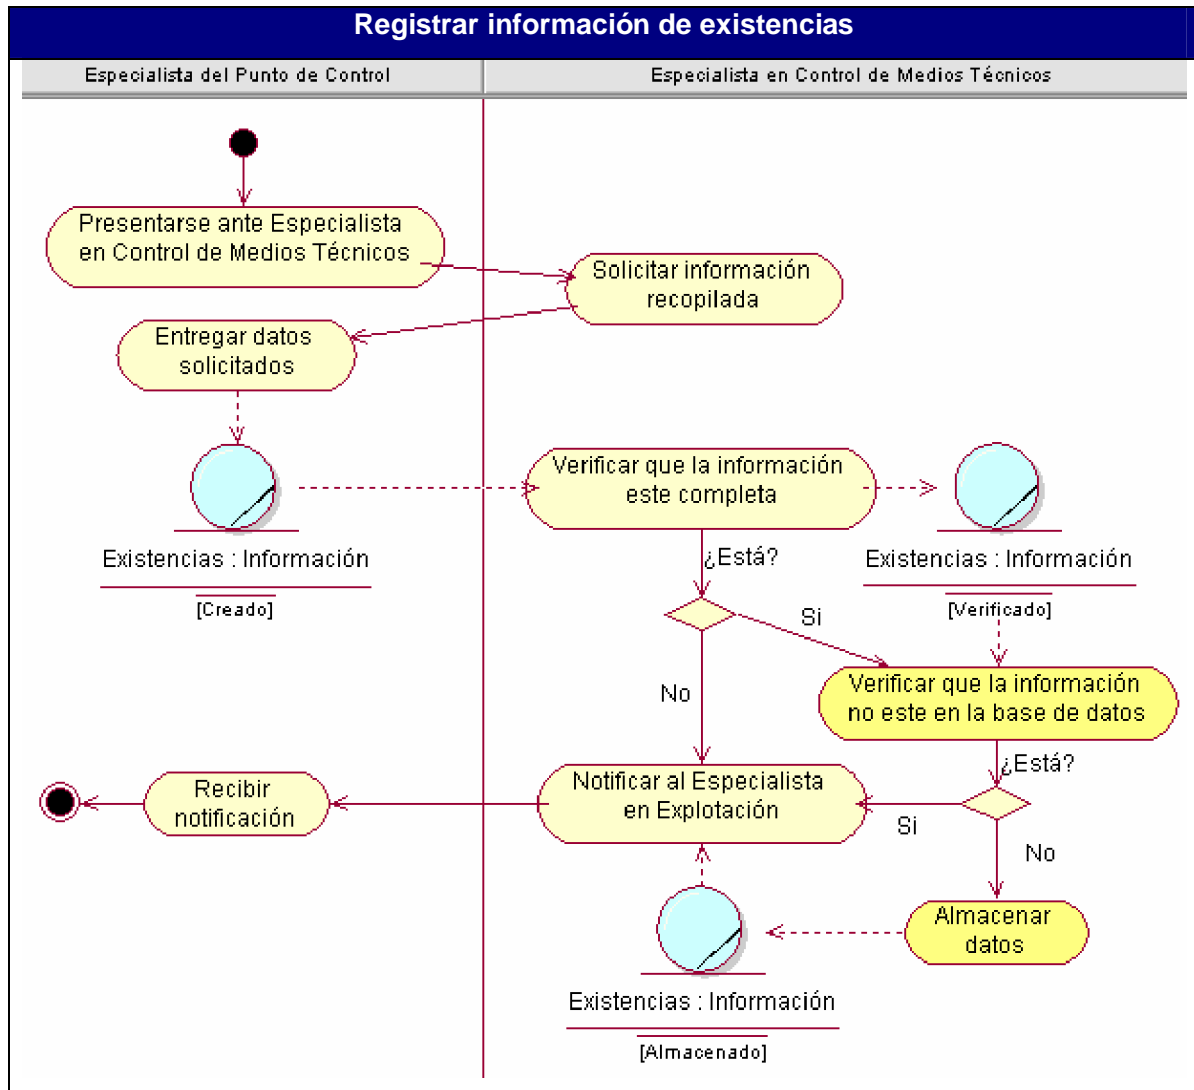 Registrar información de existencias
Especialista del Punto de Control
Especialista en Control de Medios Técnicos
Presentarse ante Especialista
en Control de Medios Técnicos
Solicitar información
recopilada
Entregar datos
solicitados
Verificar que la información
este completa
Existencias : Información
[Creado]
¿Está?
Existencias : Información
[Verificado]
Si
No
Verificar que la información
no este en la base de datos
¿Está?
Recibir
notificación
Notificar al Especialista
en Explotación
Si
No
Almacenar
datos
Existencias : Información
[Almacenado]